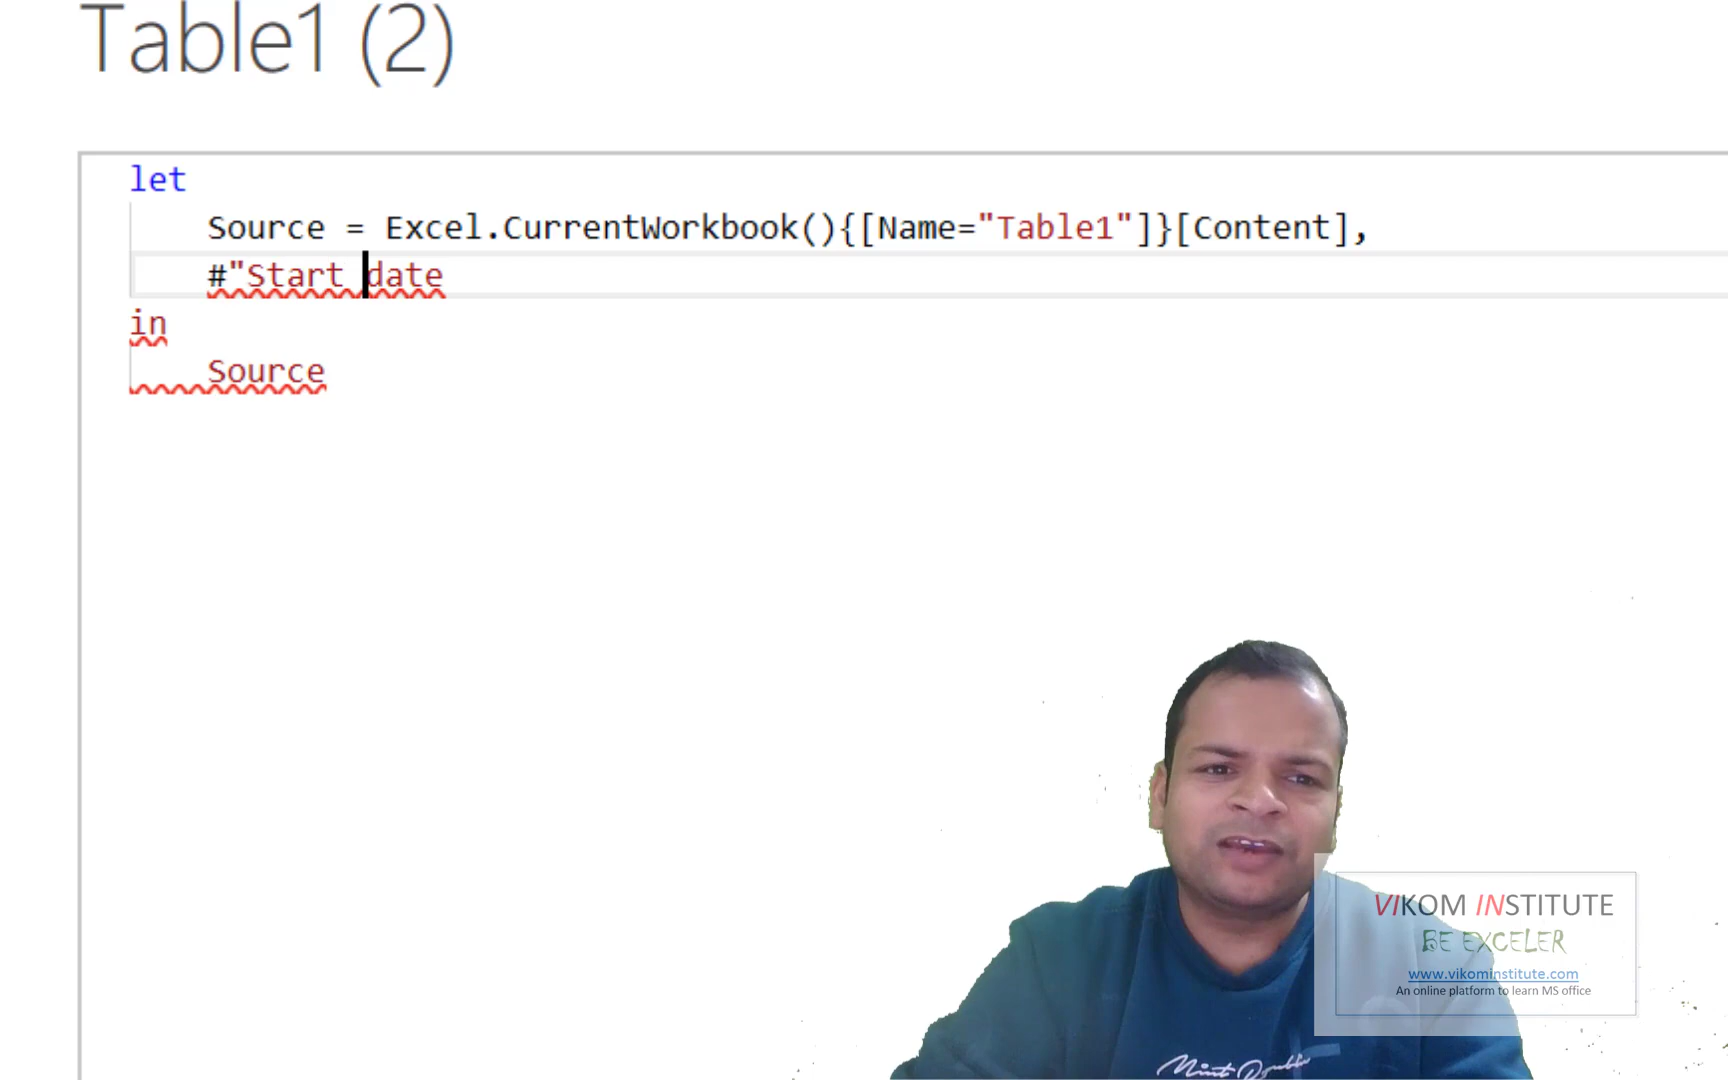 Table1 (2)
let
Source = Excel.CurrentWorkbook(){[Name="Table1"]}[Content],
#"Start date
in
Source
VIKOM INSTITUTE
BE EXCELER
www.vikominstitute.com
An online platform to learn MS office